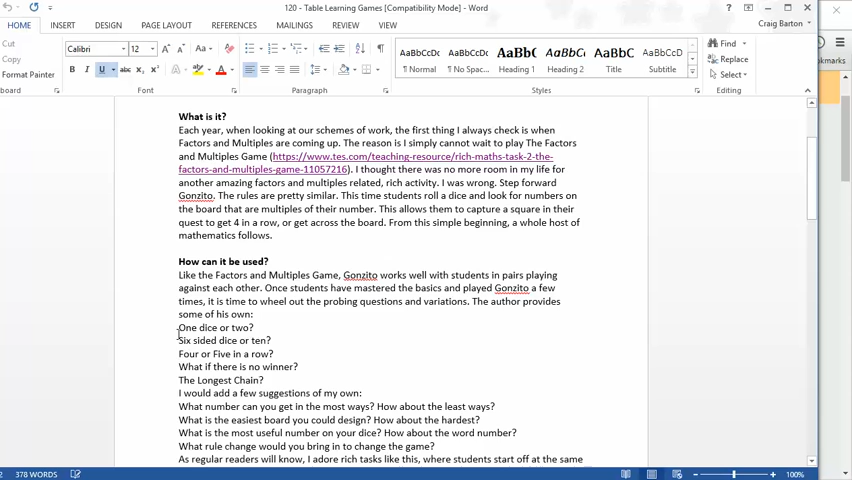 120 - Table Learning Games [Compatibility Mode] - Word
HOME INSERT DESIGN PAGE LAYOUT REFERENCES MAILINGS REVIEW VIEW
Craig Barton
Cut
Copy
Format Painter
Calibri 12
AaBbCcDc AaBbCcDc AaBbC AaBbCc AaBbC AaBbCcD
¶ Normal ¶ No Spac... Heading 1 Heading 2 Title Subtitle
Find
Replace
Select
board Font Paragraph Styles Editing
okmarks
What is it?
Each year, when looking at our schemes of work, the first thing I always check is when
Factors and Multiples are coming up. The reason is I simply cannot wait to play The Factors
and Multiples Game (https://www.tes.com/teaching-resource/rich-maths-task-2-the-
factors-and-multiples-game-11057216). I thought there was no more room in my life for
another amazing factors and multiples related, rich activity. I was wrong. Step forward
Gonzito. The rules are pretty similar. This time students roll a dice and look for numbers on
the board that are multiples of their number. This allows them to capture a square in their
quest to get 4 in a row, or get across the board. From this simple beginning, a whole host of
mathematics follows.
How can it be used?
Like the Factors and Multiples Game, Gonzito works well with students in pairs playing
against each other. Once students have mastered the basics and played Gonzito a few
times, it is time to wheel out the probing questions and variations. The author provides
some of his own:
One dice or two?
Six sided dice or ten?
Four or Five in a row?
What if there is no winner?
The Longest Chain?
I would add a few suggestions of my own:
What number can you get in the most ways? How about the least ways?
What is the easiest board you could design? How about the hardest?
What is the most useful number on your dice? How about the word number?
What rule change would you bring in to change the game?
As regular readers will know, I adore rich tasks like this, where students start off at the same
2 378 WORDS 100%